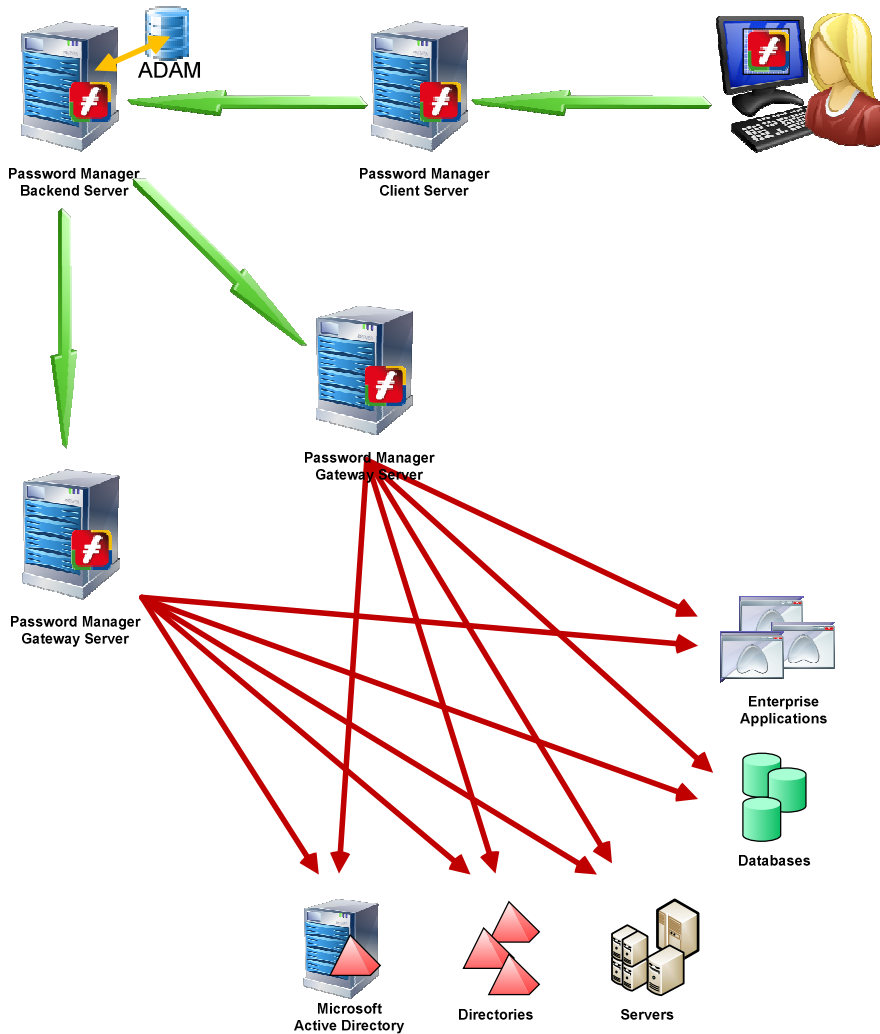 ADAM
Password Manager
Backend Server
Password Manager
Client Server
Password Manager
Gateway Server
Password Manager
Gateway Server
Enterprise
Applications
Databases
Microsoft
Active Directory
Directories
Servers